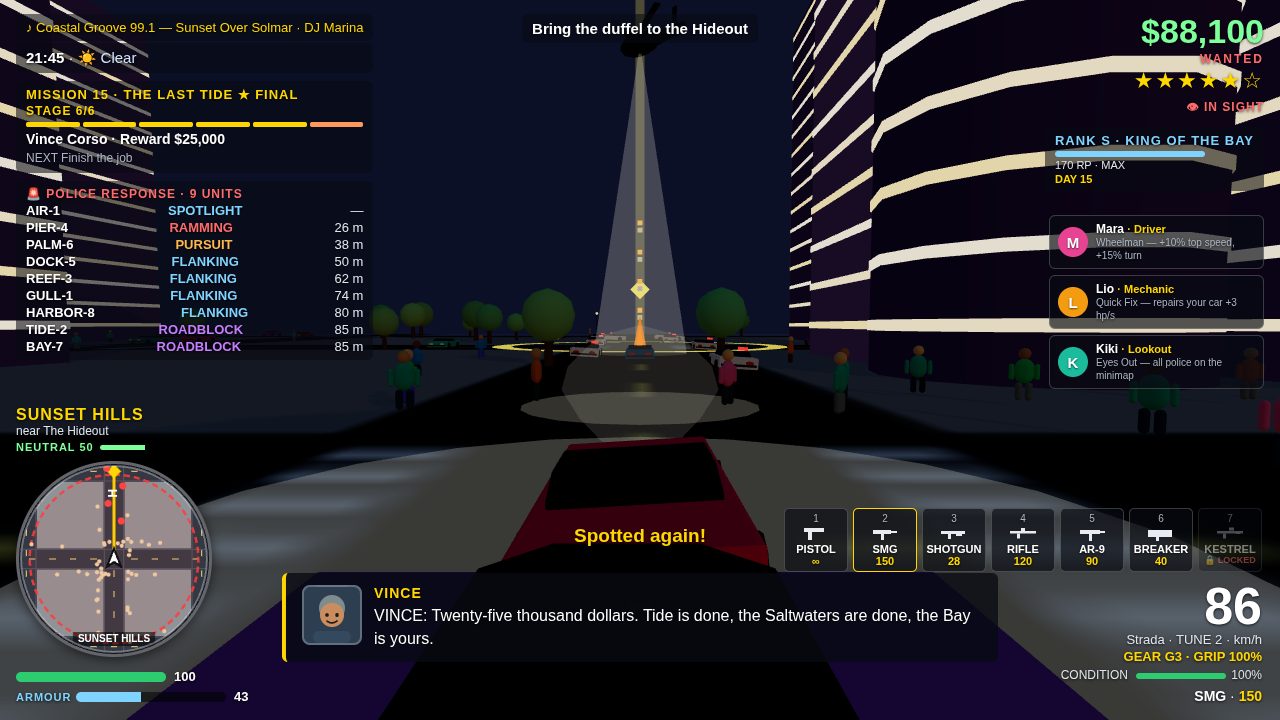 ♪ Coastal Groove 99.1 — Sunset Over Solmar · DJ Marina
21:45 · ☀️ Clear
MISSION 15 · THE LAST TIDE ★ FINAL
STAGE 6/6
Vince Corso · Reward $25,000
NEXT Finish the job
🚨 POLICE RESPONSE · 9 UNITS
AIR-1 SPOTLIGHT —
PIER-4 RAMMING 26 m
PALM-6 PURSUIT 38 m
DOCK-5 FLANKING 50 m
REEF-3 FLANKING 62 m
GULL-1 FLANKING 74 m
HARBOR-8 FLANKING 80 m
TIDE-2 ROADBLOCK 85 m
BAY-7 ROADBLOCK 85 m
Bring the duffel to the Hideout
$88,100
WANTED
★★★★★☆
👁 IN SIGHT
RANK S · KING OF THE BAY
170 RP · MAX
DAY 15
M
Mara · Driver
Wheelman — +10% top speed,
+15% turn
L
Lio · Mechanic
Quick Fix — repairs your car +3
hp/s
K
Kiki · Lookout
Eyes Out — all police on the
minimap
SUNSET HILLS
near The Hideout
NEUTRAL 50
H
SUNSET HILLS
100
ARMOUR 43
Spotted again!
VINCE
VINCE: Twenty-five thousand dollars. Tide is done, the Saltwaters are done, the Bay
is yours.
1 PISTOL ∞
2 SMG 150
3 SHOTGUN 28
4 RIFLE 120
5 AR-9 90
6 BREAKER 40
7 KESTREL 🔒 LOCKED
86
Strada · TUNE 2 · km/h
GEAR G3 · GRIP 100%
CONDITION 100%
SMG · 150